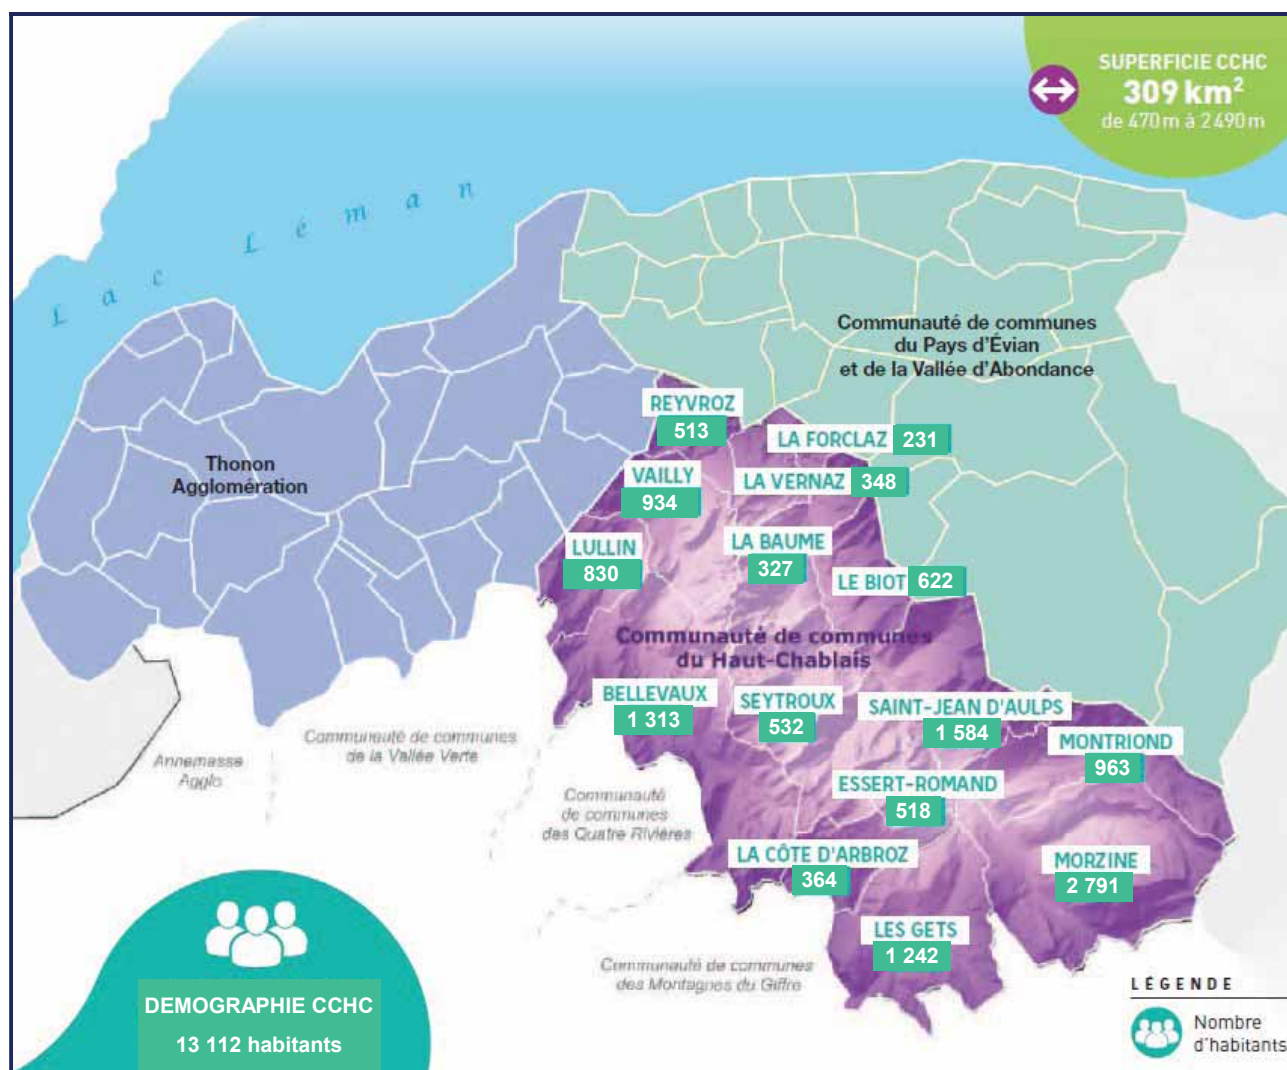 SUPERFICIE CCHC
309 km²
de 470 m à 2 490 m
Lac Léman
Communauté de communes
du Pays d'Évian
et de la Vallée d'Abondance
Thonon
Agglomération
REYVROZ
513
LA FORCLAZ 231
VAILLY
934
LA VERNAZ 348
LULLIN
830
LA BAUME
327
LE BIOT 622
Communauté de communes
du Haut-Chablais
BELLEVAUX
1 313
SEYTROUX
532
SAINT-JEAN D'AULPS
1 584
MONTRIOND
963
Annemasse
Agglo
Communauté de communes
de la Vallée Verte
Communauté
de communes
des Quatre Rivières
ESSERT-ROMAND
518
LA CÔTE D'ARBROZ
364
MORZINE
2 791
LES GETS
1 242
Communauté de communes
des Montagnes du Giffre
DEMOGRAPHIE CCHC
13 112 habitants
LÉGENDE
Nombre
d'habitants